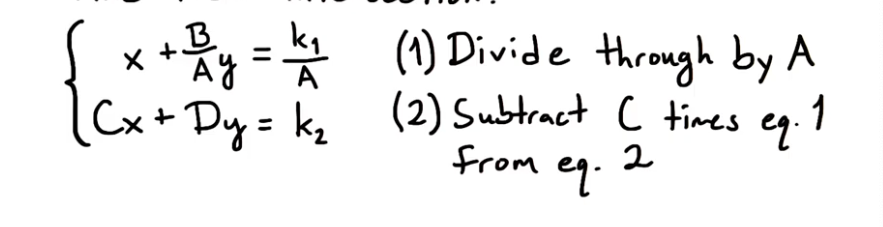 x + B/A y = k₁/A (1) Divide through by A
Cx + Dy = k₂ (2) Subtract C times eq. 1
from eq. 2